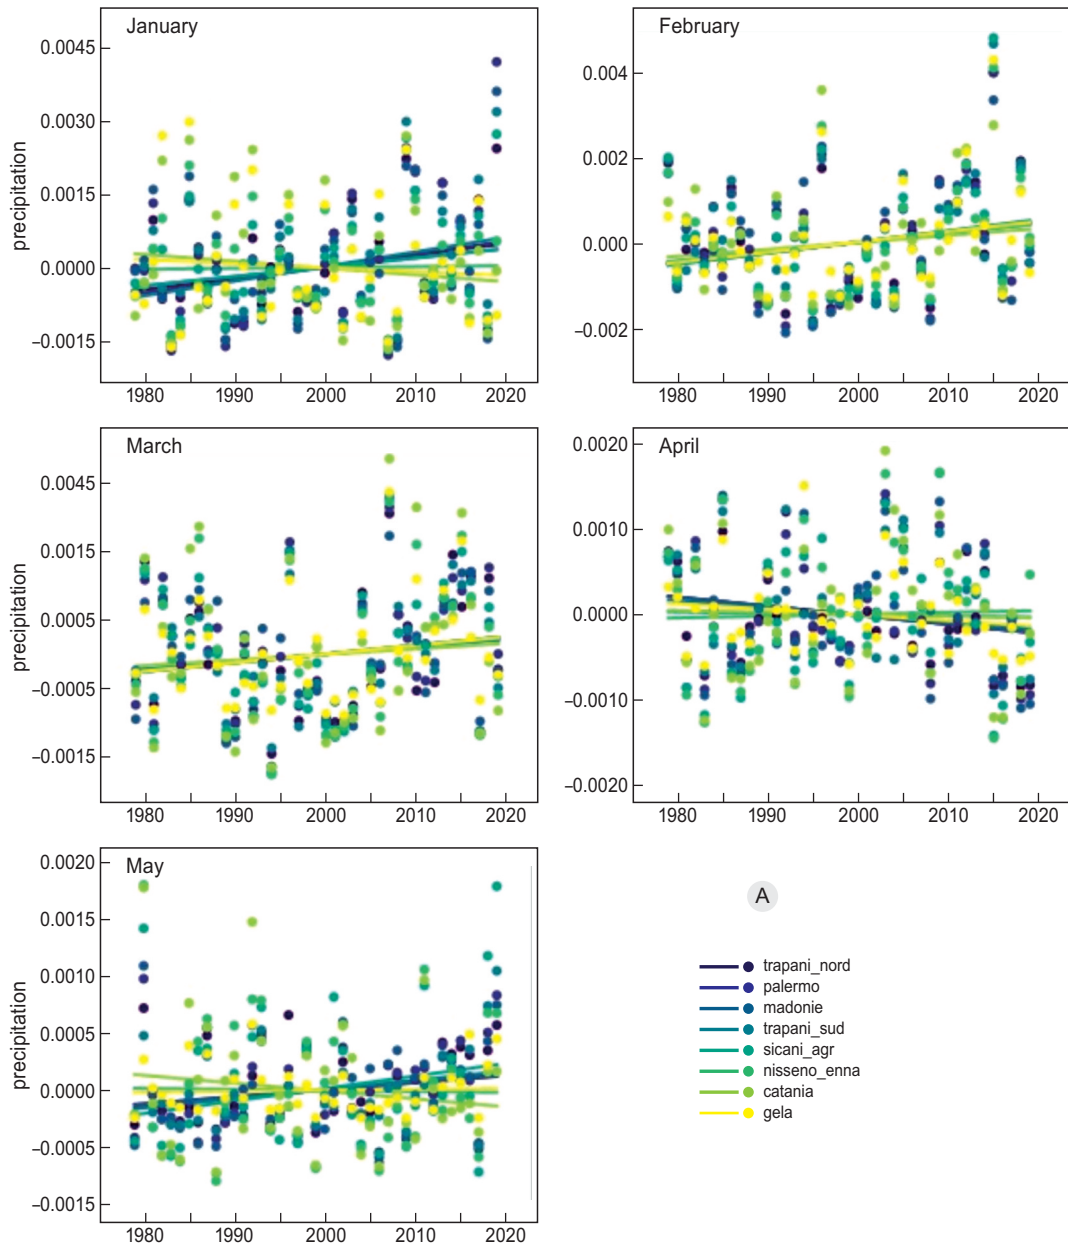 January
0.0045
0.0030
0.0015
0.0000
−0.0015
precipitation
1980 1990 2000 2010 2020
February
0.004
0.002
0.000
−0.002
1980 1990 2000 2010 2020
March
0.0045
0.0015
0.0005
−0.0005
−0.0015
1980 1990 2000 2010 2020
April
0.0020
0.0010
0.0000
−0.0010
−0.0020
1980 1990 2000 2010 2020
May
0.0020
0.0015
0.0010
0.0005
0.0000
−0.0005
−0.0015
precipitation
1980 1990 2000 2010 2020
A
trapani_nord
palermo
madonie
trapani_sud
sicani_agr
nisseno_enna
catania
gela